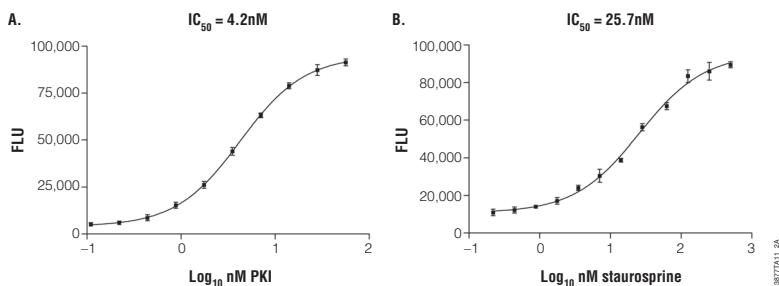 A.
IC50 = 4.2nM
FLU
100,000
75,000
50,000
25,000
0
–1
0
1
2
Log10 nM PKI
B.
IC50 = 25.7nM
FLU
100,000
80,000
60,000
40,000
20,000
0
–1
0
1
2
3
Log10 nM staurosprine
3877TA11_2A